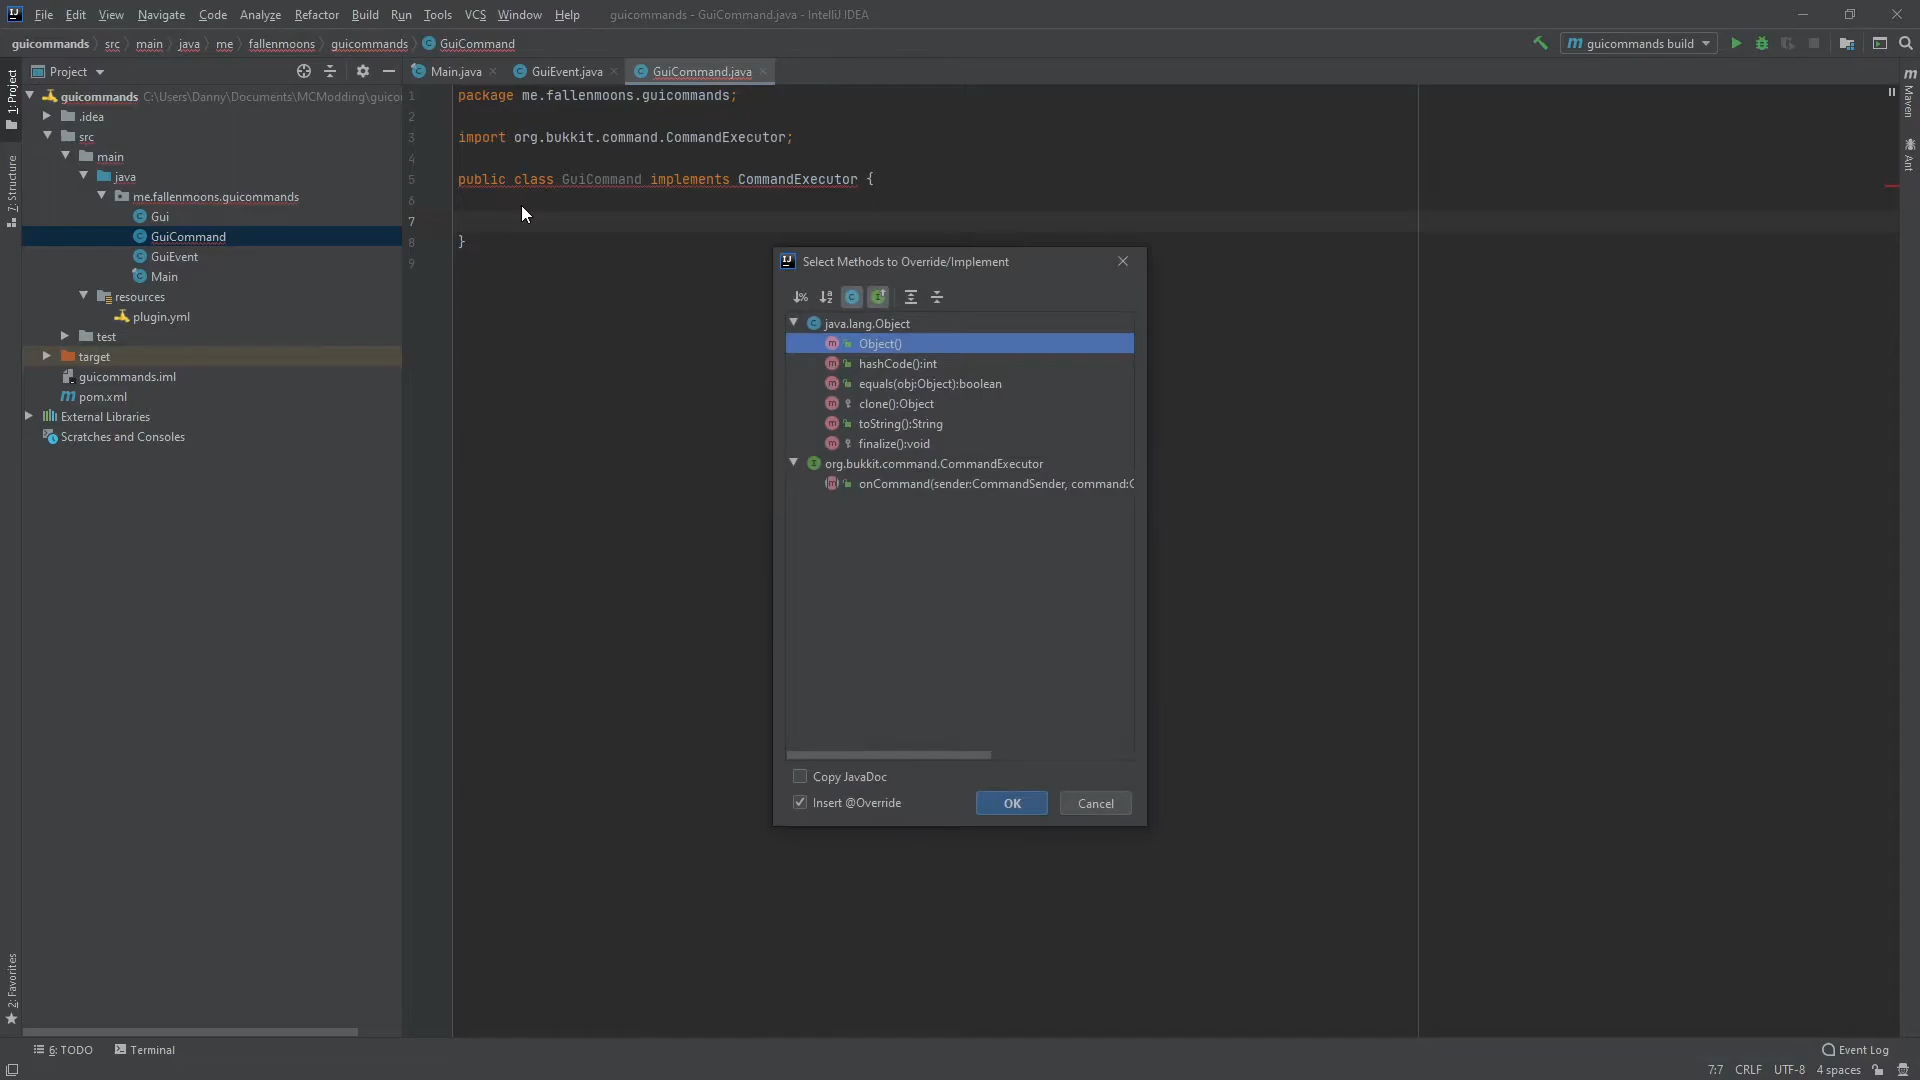 File Edit View Navigate Code Analyze Refactor Build Run Tools VCS Window Help guicommands - GuiCommand.java - IntelliJ IDEA
guicommands src main java me fallenmoons guicommands GuiCommand
guicommands build
Project
Main.java GuiEvent.java GuiCommand.java
1: Project
7: Structure
2: Favorites
Maven
Ant
guicommands C:\Users\Danny\Documents\MCModding\guico
.idea
src
main
java
me.fallenmoons.guicommands
Gui
GuiCommand
GuiEvent
Main
resources
plugin.yml
test
target
guicommands.iml
pom.xml
External Libraries
Scratches and Consoles
1 package me.fallenmoons.guicommands;
2
3 import org.bukkit.command.CommandExecutor;
4
5 public class GuiCommand implements CommandExecutor {
6
7
8 }
9
Select Methods to Override/Implement
java.lang.Object
Object()
hashCode():int
equals(obj:Object):boolean
clone():Object
toString():String
finalize():void
org.bukkit.command.CommandExecutor
onCommand(sender:CommandSender, command:C
Copy JavaDoc
Insert @Override
OK Cancel
6: TODO Terminal Event Log
7:7 CRLF UTF-8 4 spaces